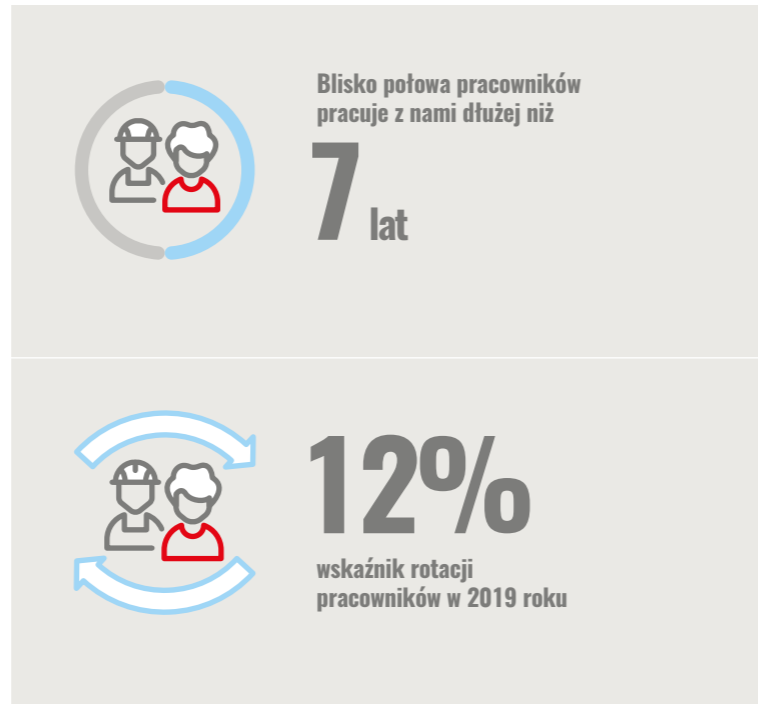 Blisko połowa pracowników
pracuje z nami dłużej niż
7 lat
12%
wskaźnik rotacji
pracowników w 2019 roku